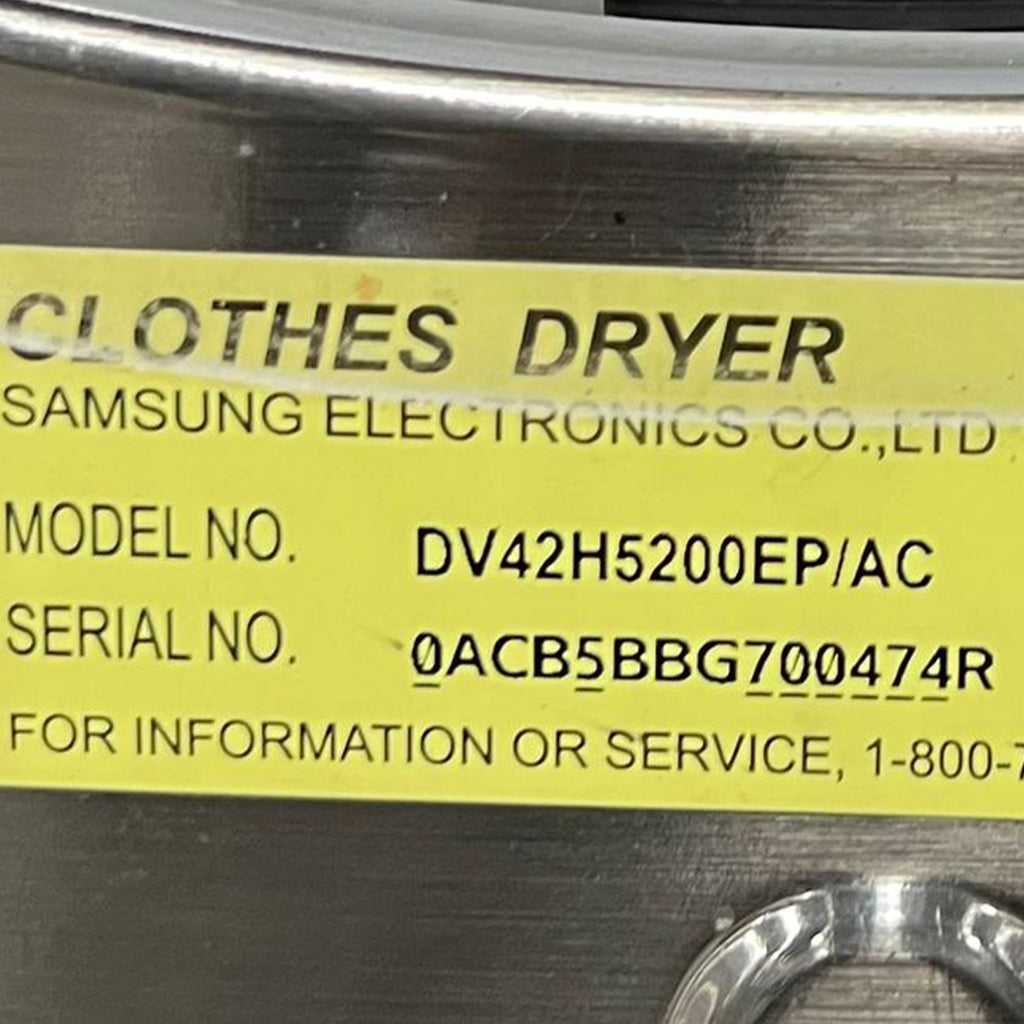 CLOTHES DRYER
SAMSUNG ELECTRONICS CO.,LTD.
MODEL NO. DV42H5200EP/AC
SERIAL NO. 0ACB5BBG700474R
FOR INFORMATION OR SERVICE, 1-800-7